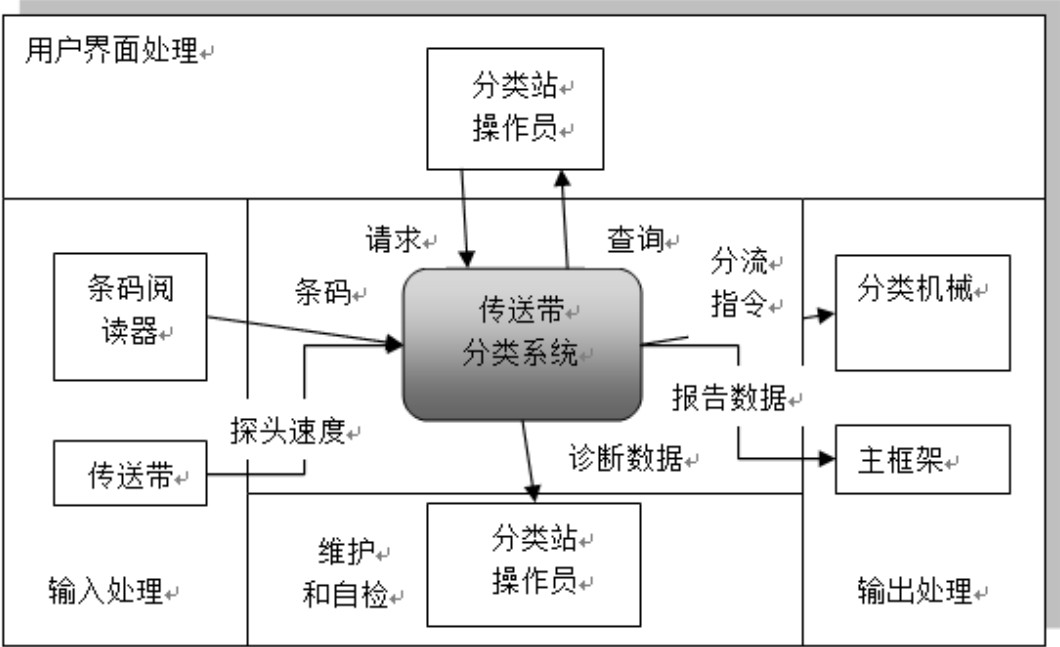 用户界面处理
分类站
操作员
请求
查询
分流
指令
条码阅
读器
条码
传送带
分类系统
分类机械
报告数据
探头速度
诊断数据
传送带
主框架
维护
和自检
分类站
操作员
输入处理
输出处理